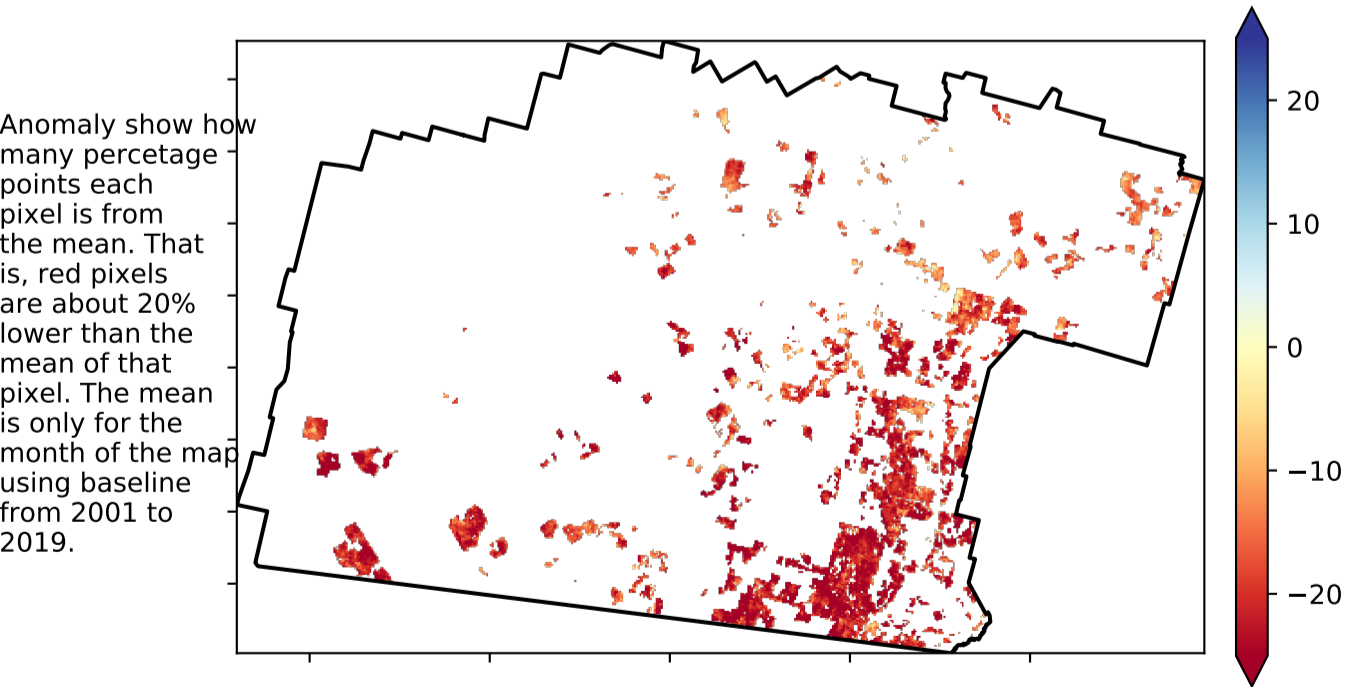 Anomaly show how
many percetage
points each
pixel is from
the mean. That
is, red pixels
are about 20%
lower than the
mean of that
pixel. The mean
is only for the
month of the map
using baseline
from 2001 to
2019.
20
10
0
−10
−20